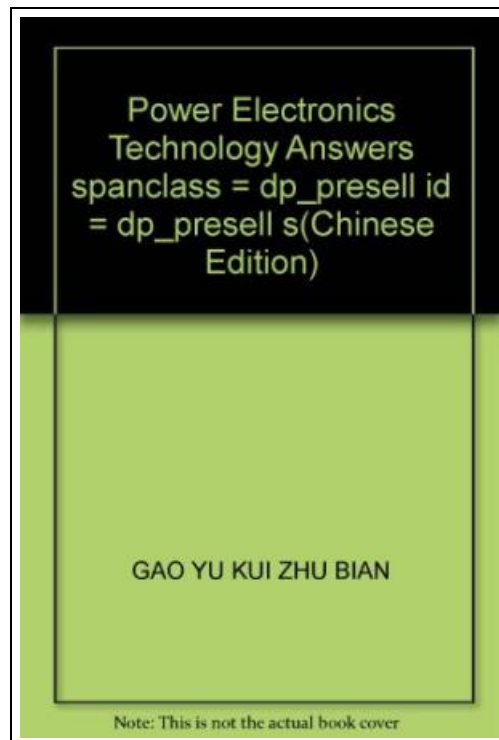 Power Electronics
Technology Answers
spanclass = dp_presell id
= dp_presell s(Chinese
Edition)
GAO YU KUI ZHU BIAN
Note: This is not the actual book cover